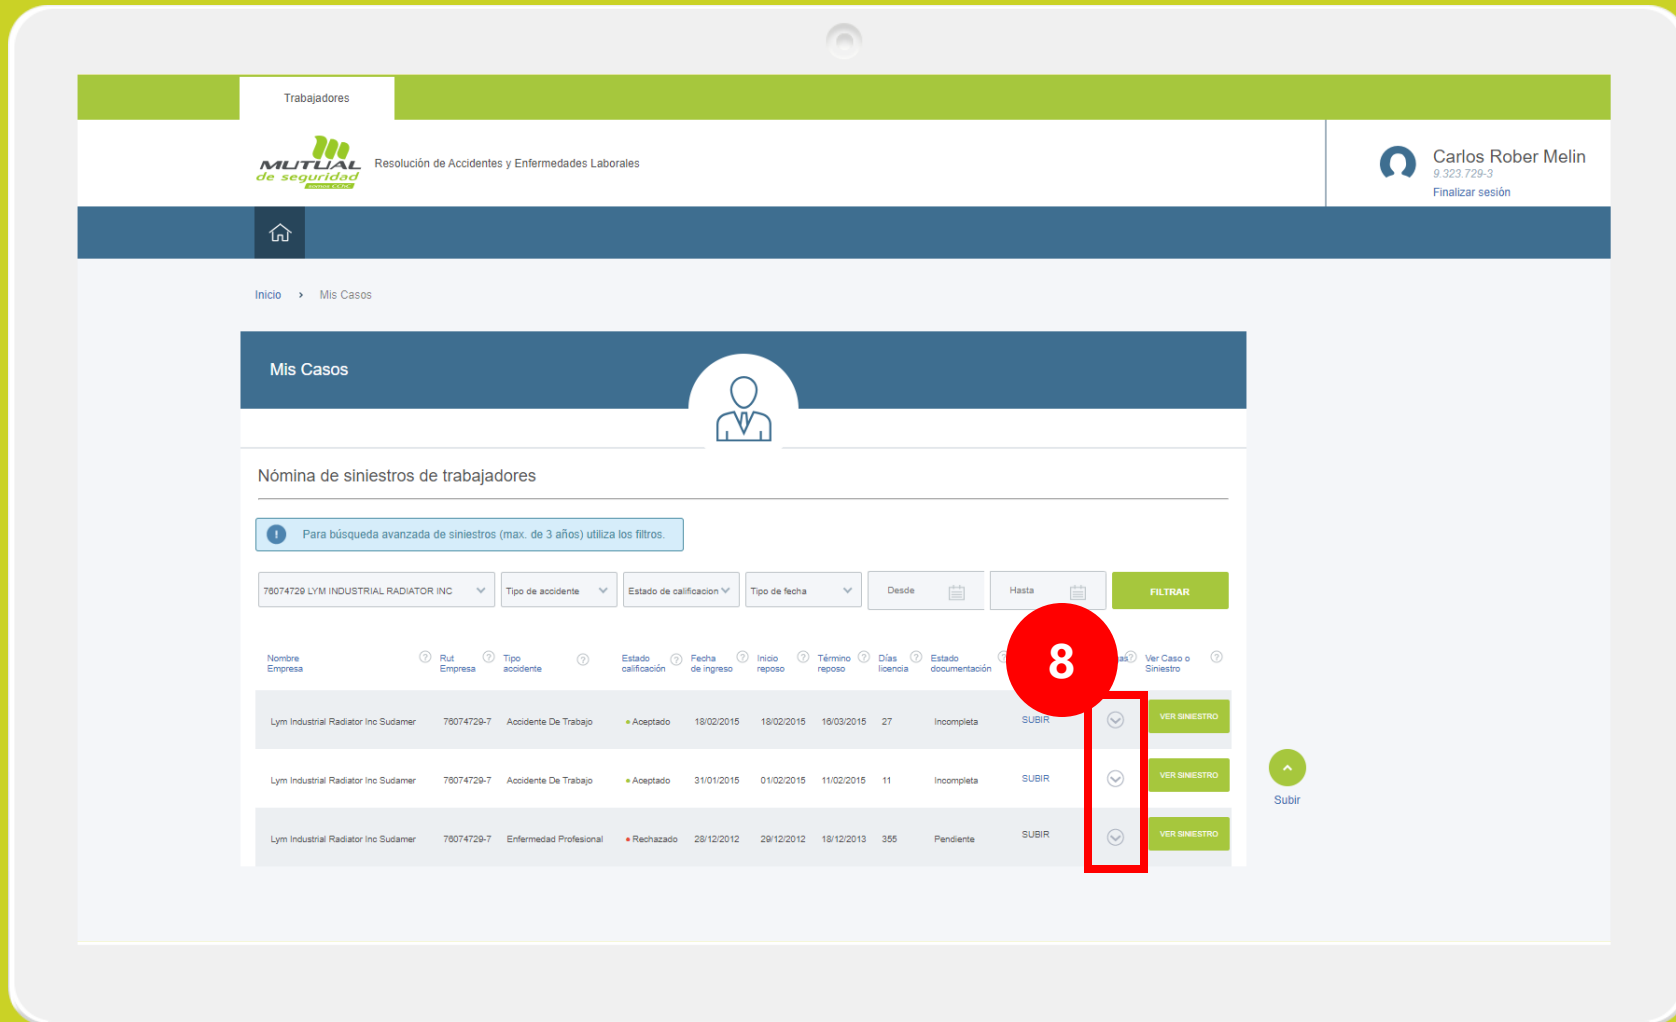 Trabajadores
MUTUAL
de seguridad
somos CChC
Resolución de Accidentes y Enfermedades Laborales
Carlos Rober Melin
9.323.729-3
Finalizar sesión
Inicio › Mis Casos
Mis Casos
Nómina de siniestros de trabajadores
! Para búsqueda avanzada de siniestros (max. de 3 años) utiliza los filtros.
76074729 LYM INDUSTRIAL RADIATOR INC Tipo de accidente Estado de calificacion Tipo de fecha Desde Hasta FILTRAR
8
Nombre Empresa ? Rut Empresa ? Tipo accidente ? Estado calificación ? Fecha de ingreso ? Inicio reposo ? Término reposo ? Días licencia ? Estado documentación ? Ver Caso o Siniestro ?
Lym Industrial Radiator Inc Sudamer 76074729-7 Accidente De Trabajo Aceptado 18/02/2015 18/02/2015 16/03/2015 27 Incompleta SUBIR VER SINIESTRO
Lym Industrial Radiator Inc Sudamer 76074729-7 Accidente De Trabajo Aceptado 31/01/2015 01/02/2015 11/02/2015 11 Incompleta SUBIR VER SINIESTRO
Lym Industrial Radiator Inc Sudamer 76074729-7 Enfermedad Profesional Rechazado 28/12/2012 29/12/2012 18/12/2013 355 Pendiente SUBIR VER SINIESTRO
Subir